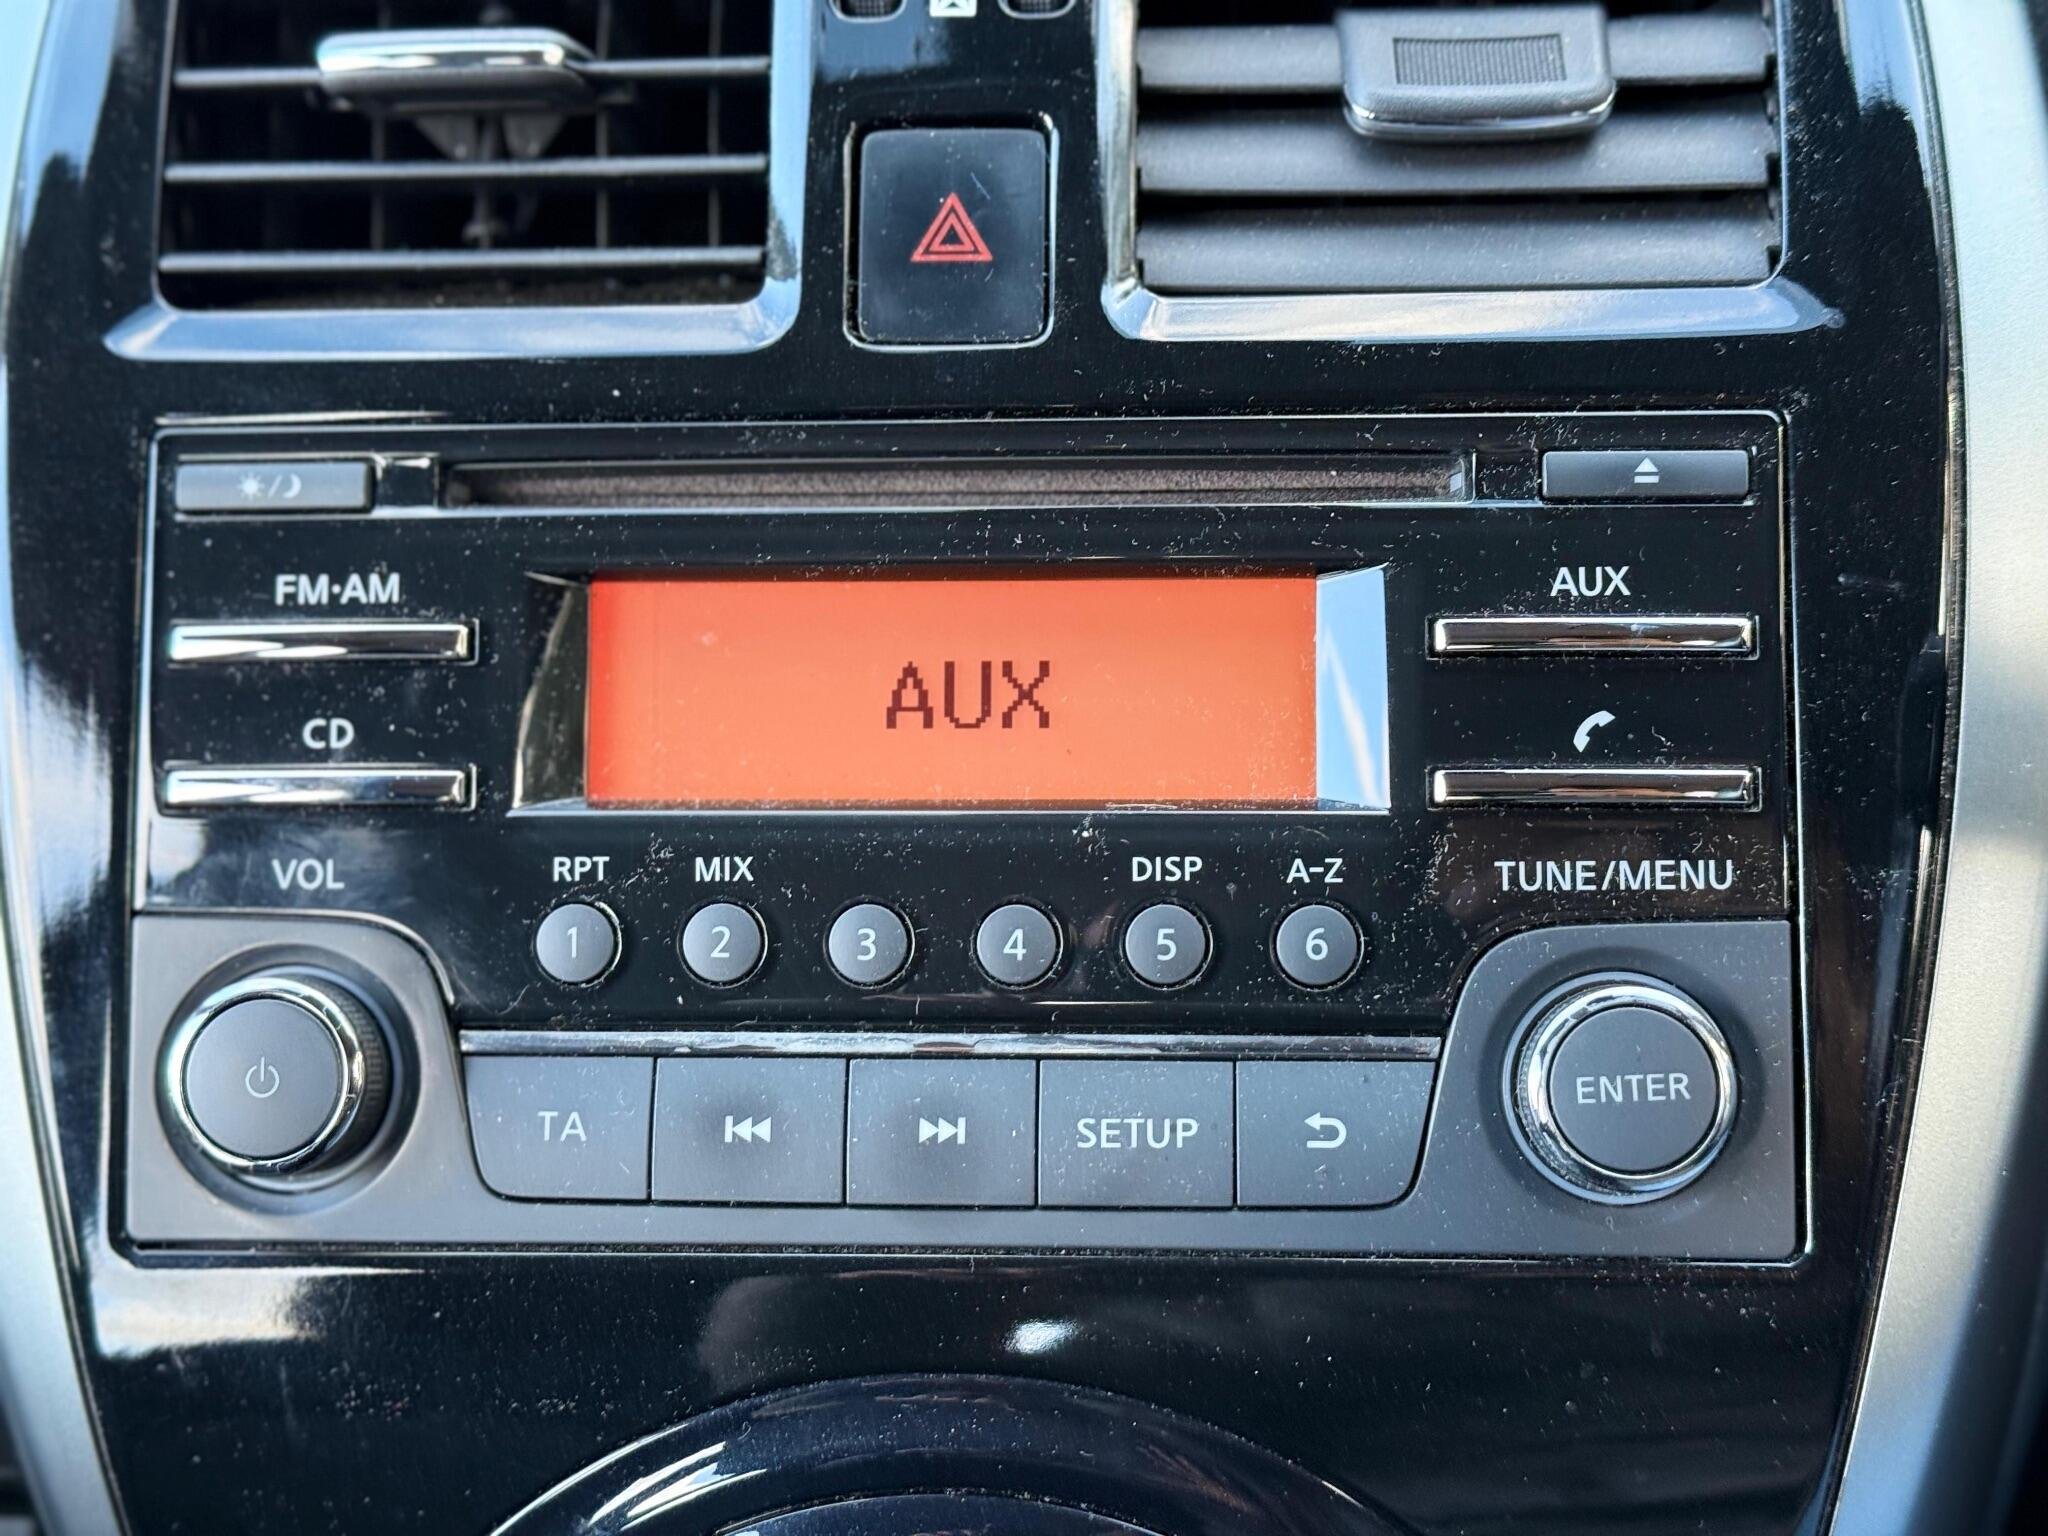 FM·AM
AUX
AUX
CD
VOL
RPT MIX DISP A-Z
TUNE/MENU
1 2 3 4 5 6
TA SETUP ENTER